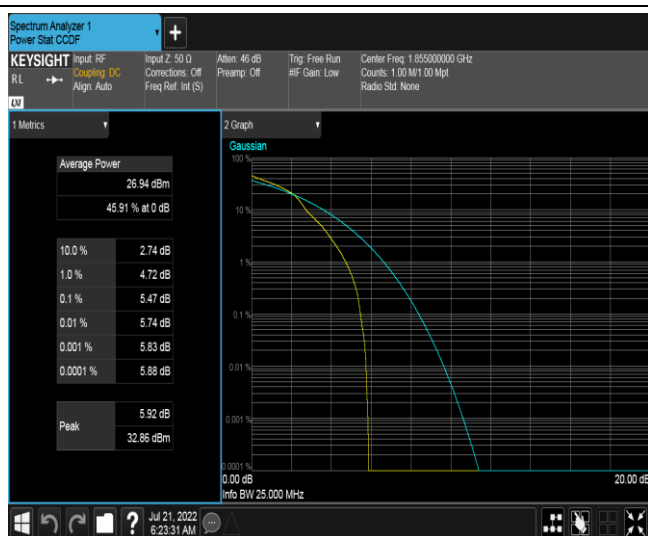 Spectrum Analyzer 1
Power Stat CCDF
KEYSIGHT
RL
LXI
Input: RF
Coupling: DC
Align: Auto
Input Z: 50 Ω
Corrections: Off
Freq Ref: Int (S)
Atten: 46 dB
Preamp: Off
Trig: Free Run
#IF Gain: Low
Center Freq: 1.855000000 GHz
Counts: 1.00 M/1.00 Mpt
Radio Std: None
1 Metrics
Average Power
26.94 dBm
45.91 % at 0 dB
10.0 % 2.74 dB
1.0 % 4.72 dB
0.1 % 5.47 dB
0.01 % 5.74 dB
0.001 % 5.83 dB
0.0001 % 5.88 dB
Peak
5.92 dB
32.86 dBm
2 Graph
Gaussian
100 %
10 %
1 %
0.1 %
0.01 %
0.001 %
0.0001 %
0.00 dB 20.00 dB
Info BW 25.000 MHz
?
Jul 21, 2022
6:23:31 AM